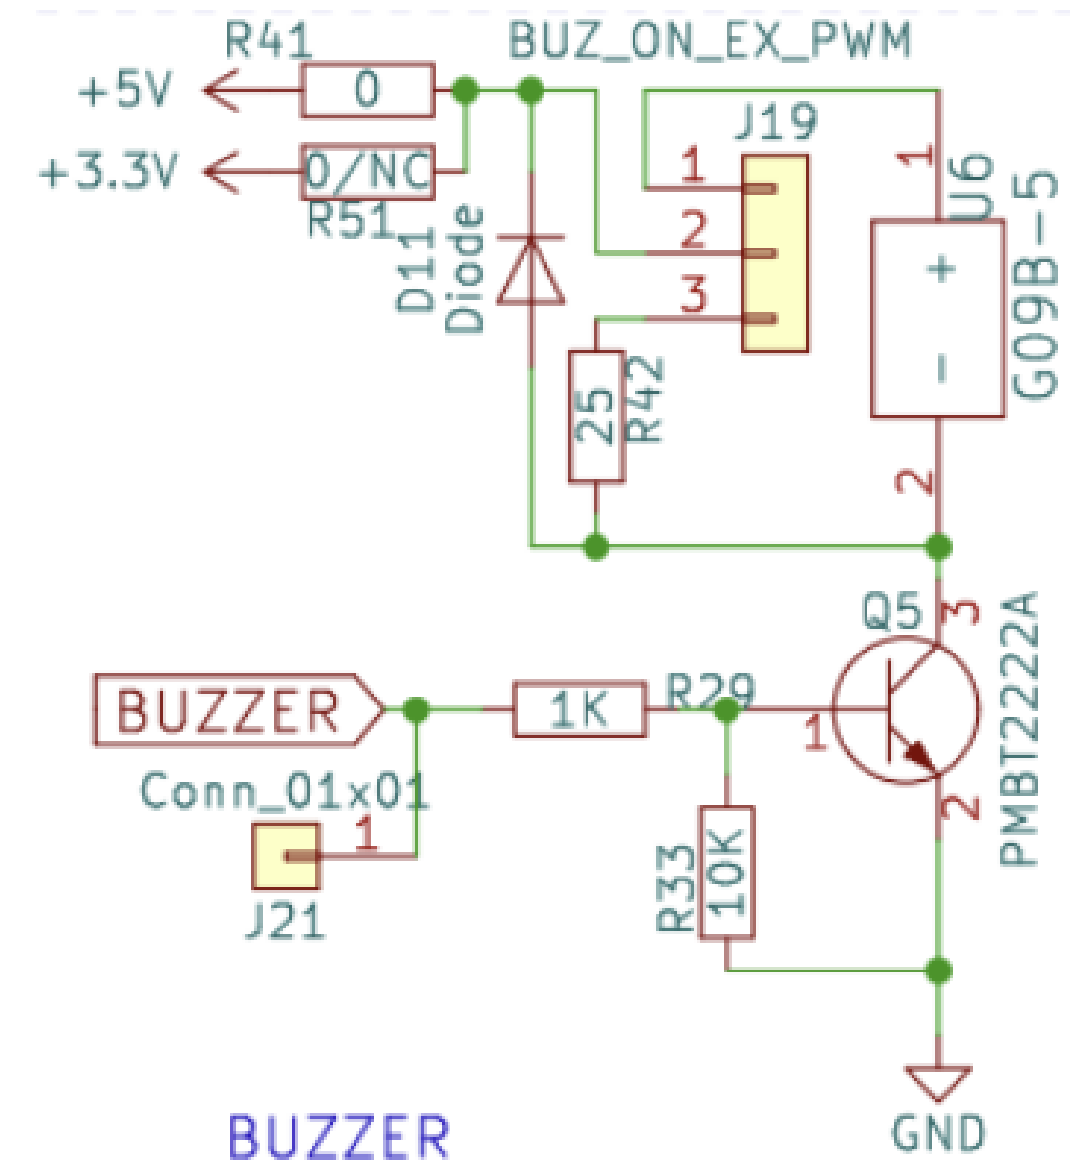 R41
BUZ_ON_EX_PWM
+5V
0
J19
+3.3V
0/NC
R51
1
2
3
D11
Diode
1
U6
G09B-5
+
-
25
R42
2
Q5
3
PMBT2222A
BUZZER
1K
R29
1
2
Conn_01x01
1
J21
R33
10K
GND
BUZZER